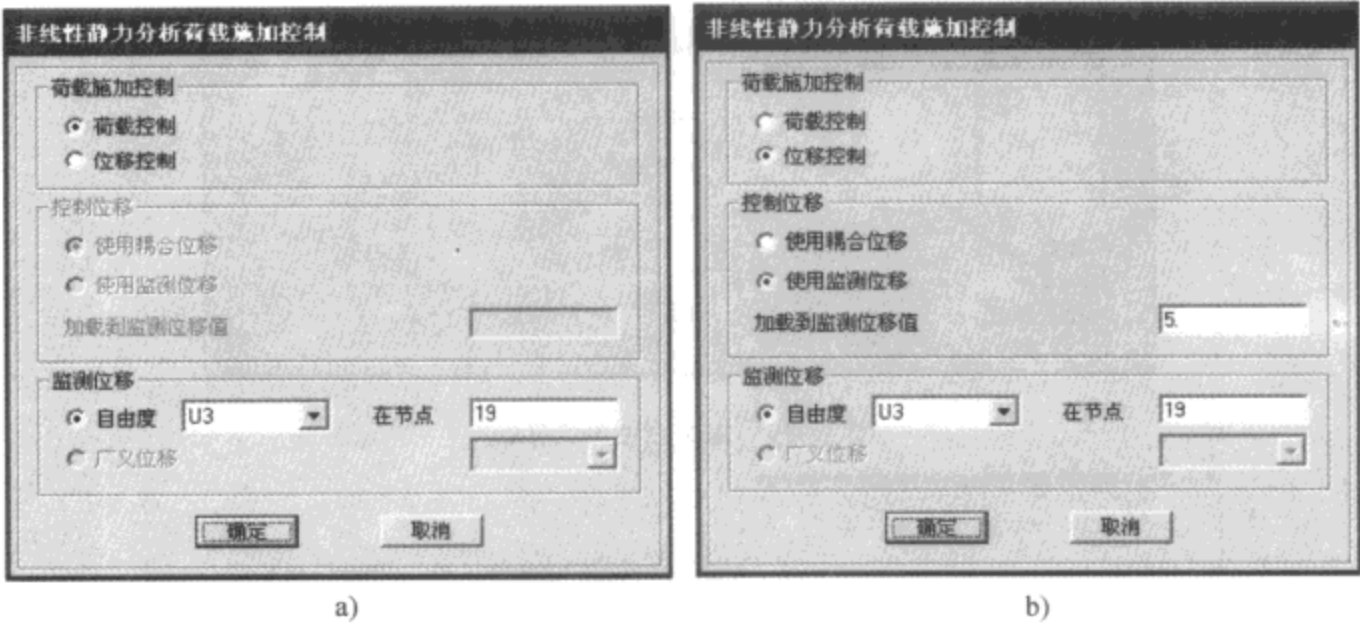 非线性静力分析荷载施加控制
荷载施加控制
荷载控制
位移控制
控制位移
使用耦合位移
使用监测位移
加载到监测位移值
监测位移
自由度 U3 在节点 19
广义位移
确定 取消
a)
非线性静力分析荷载施加控制
荷载施加控制
荷载控制
位移控制
控制位移
使用耦合位移
使用监测位移
加载到监测位移值 5.
监测位移
自由度 U3 在节点 19
广义位移
确定 取消
b)